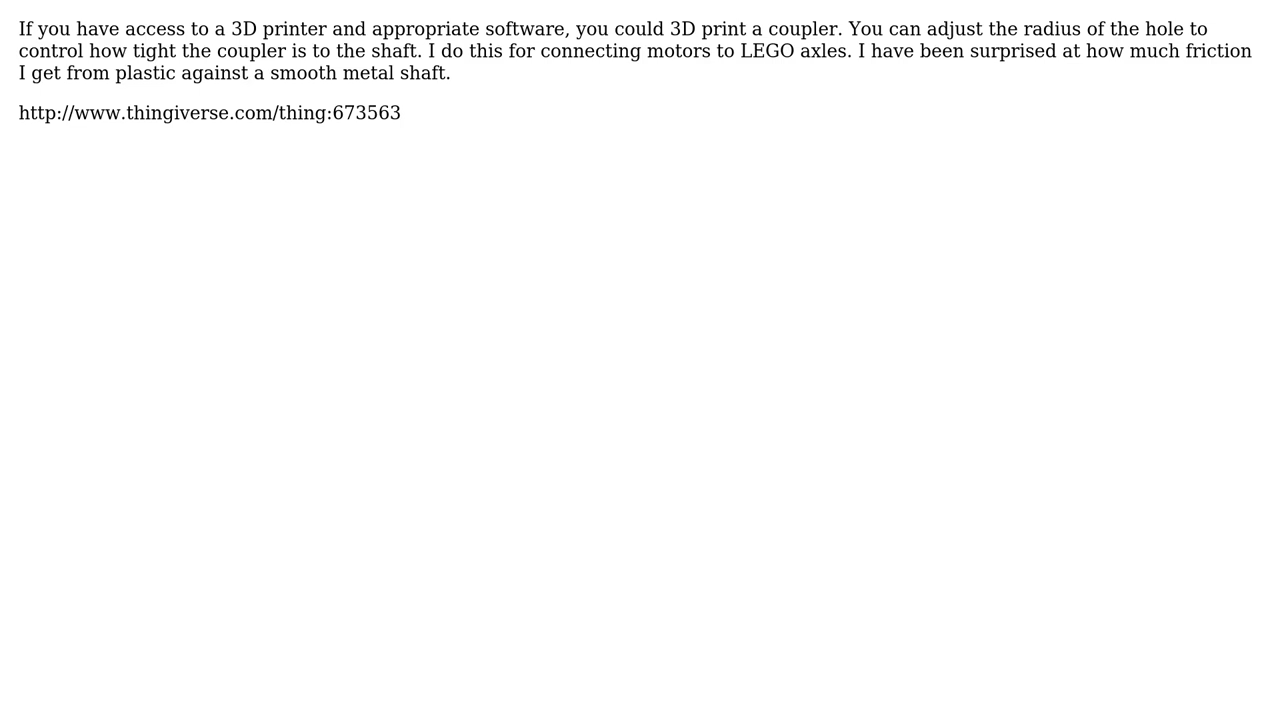 If you have access to a 3D printer and appropriate software, you could 3D print a coupler. You can adjust the radius of the hole to
control how tight the coupler is to the shaft. I do this for connecting motors to LEGO axles. I have been surprised at how much friction
I get from plastic against a smooth metal shaft.
http://www.thingiverse.com/thing:673563